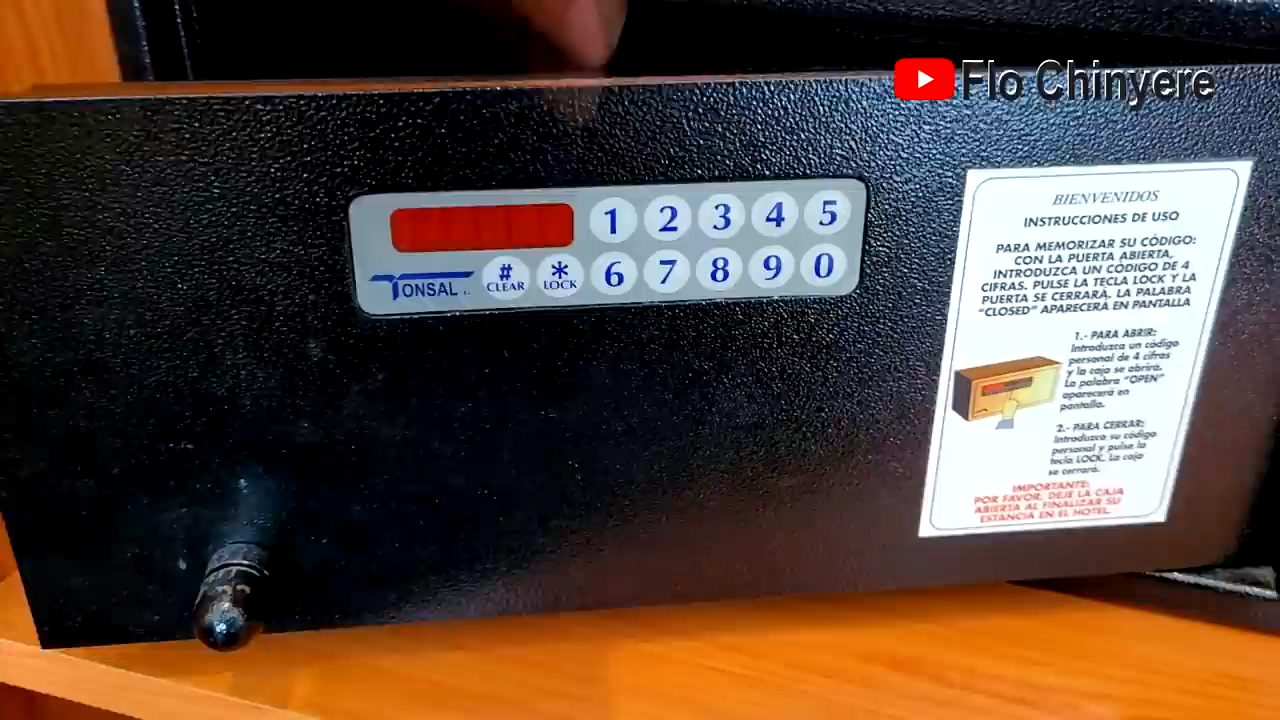 Flo Chinyere
1 2 3 4 5
TONSAL
# CLEAR
* LOCK
6 7 8 9 0
BIENVENIDOS
INSTRUCCIONES DE USO
PARA MEMORIZAR SU CÓDIGO:
CON LA PUERTA ABIERTA,
INTRODUZCA UN CÓDIGO DE 4
CIFRAS. PULSE LA TECLA LOCK Y LA
PUERTA SE CERRARÁ. LA PALABRA
"CLOSED" APARECERÁ EN PANTALLA
1.- PARA ABRIR:
Introduzca un código
personal de 4 cifras
y la caja se abrirá.
La palabra "OPEN"
aparecerá en
pantalla.
2.- PARA CERRAR:
Introduzca su código
personal y pulse la
tecla LOCK. La caja
se cerrará.
IMPORTANTE:
POR FAVOR, DEJE LA CAJA
ABIERTA AL FINALIZAR SU
ESTANCIA EN EL HOTEL.